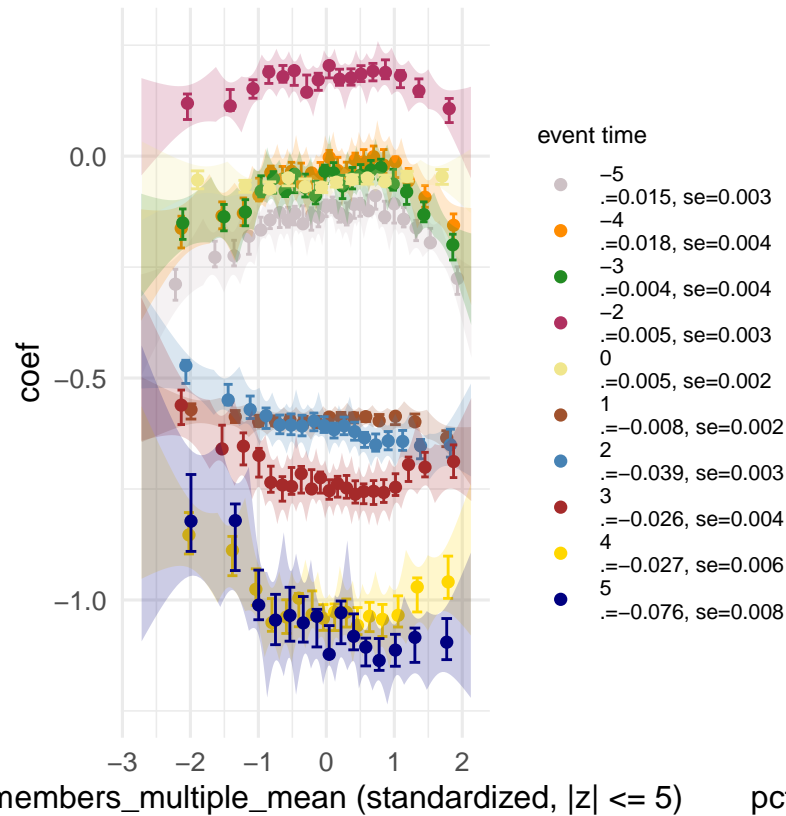 event time
−5
.=0.015, se=0.003
−4
.=0.018, se=0.004
−3
.=0.004, se=0.004
−2
.=0.005, se=0.003
0
.=0.005, se=0.002
1
.=−0.008, se=0.002
2
.=−0.039, se=0.003
3
.=−0.026, se=0.004
4
.=−0.027, se=0.006
5
.=−0.076, se=0.008
0.0
−0.5
−1.0
coef
−3 −2 −1 0 1 2
members_multiple_mean (standardized, |z| <= 5) pct